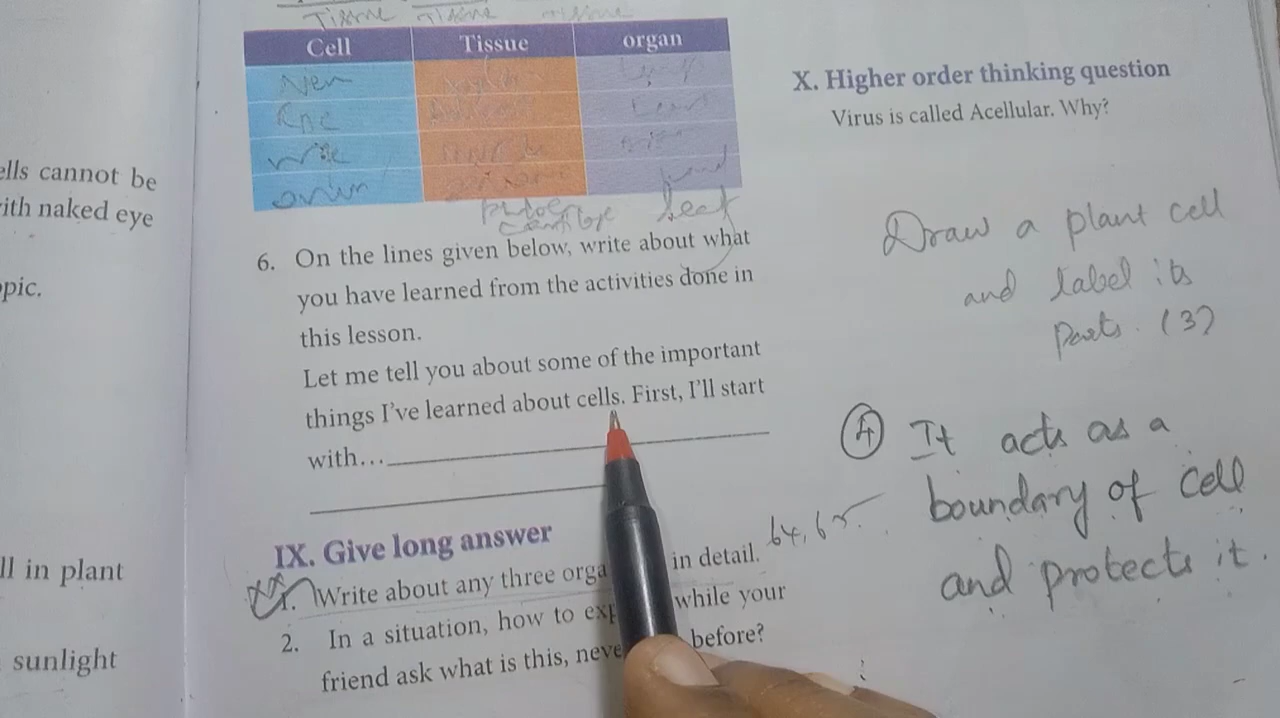 Tissue Tissue Tissue
Cell Tissue organ
ells cannot be
ith naked eye
pic.
ll in plant
sunlight
leaf
6. On the lines given below, write about what
you have learned from the activities done in
this lesson.
Let me tell you about some of the important
things I've learned about cells. First, I'll start
with...
IX. Give long answer
1. Write about any three orga in detail. 64, 65.
2. In a situation, how to exp while your
friend ask what is this, neve before?
X. Higher order thinking question
Virus is called Acellular. Why?
Draw a plant cell
and label its
Parts. (3)
④ It acts as a
boundary of cell
and protects it.